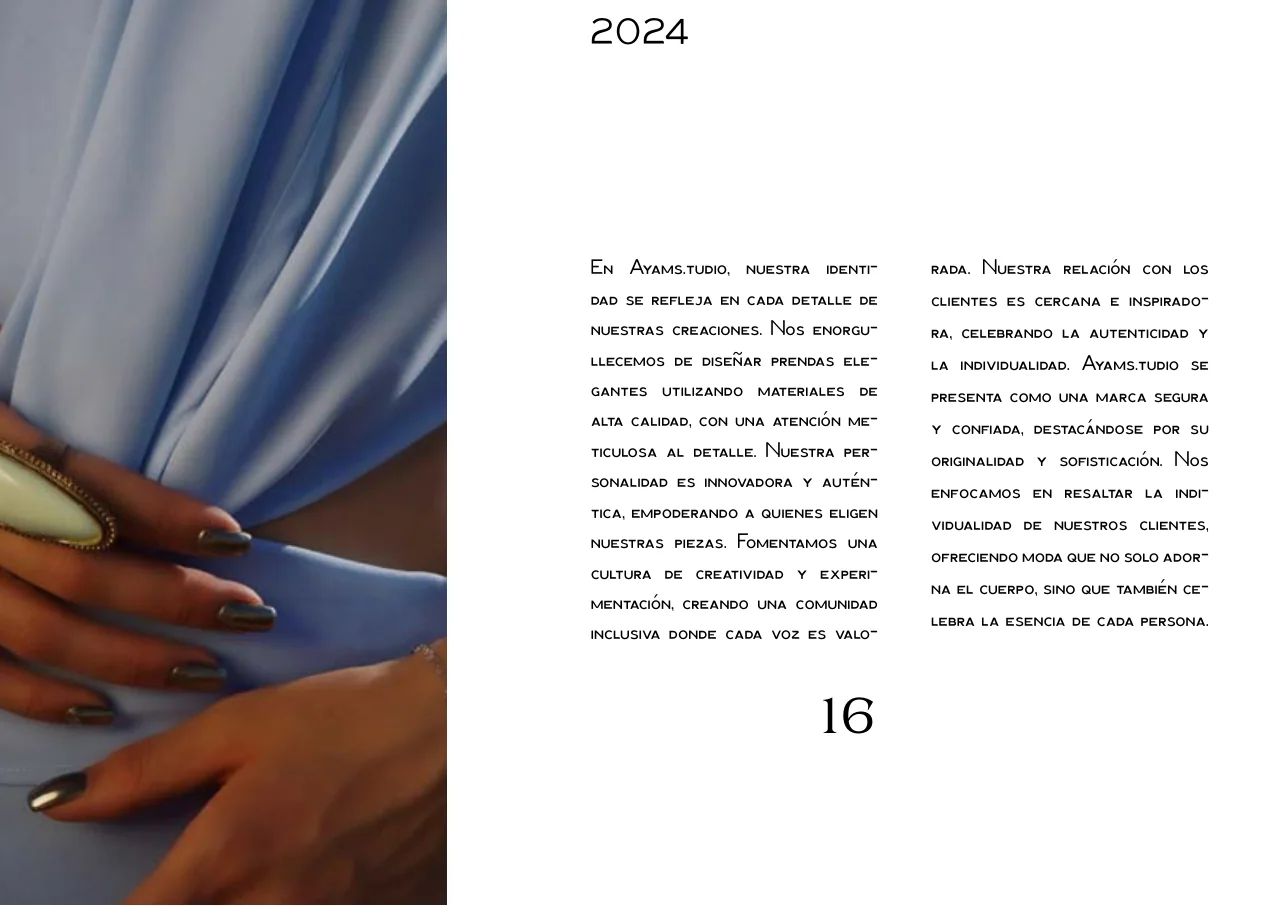 2024
En Ayams.tudio, nuestra identi-
dad se refleja en cada detalle de
nuestras creaciones. Nos enorgu-
llecemos de diseñar prendas ele-
gantes utilizando materiales de
alta calidad, con una atención me-
ticulosa al detalle. Nuestra per-
sonalidad es innovadora y autén-
tica, empoderando a quienes eligen
nuestras piezas. Fomentamos una
cultura de creatividad y experi-
mentación, creando una comunidad
inclusiva donde cada voz es valo-
rada. Nuestra relación con los
clientes es cercana e inspirado-
ra, celebrando la autenticidad y
la individualidad. Ayams.tudio se
presenta como una marca segura
y confiada, destacándose por su
originalidad y sofisticación. Nos
enfocamos en resaltar la indi-
vidualidad de nuestros clientes,
ofreciendo moda que no solo ador-
na el cuerpo, sino que también ce-
lebra la esencia de cada persona.
16